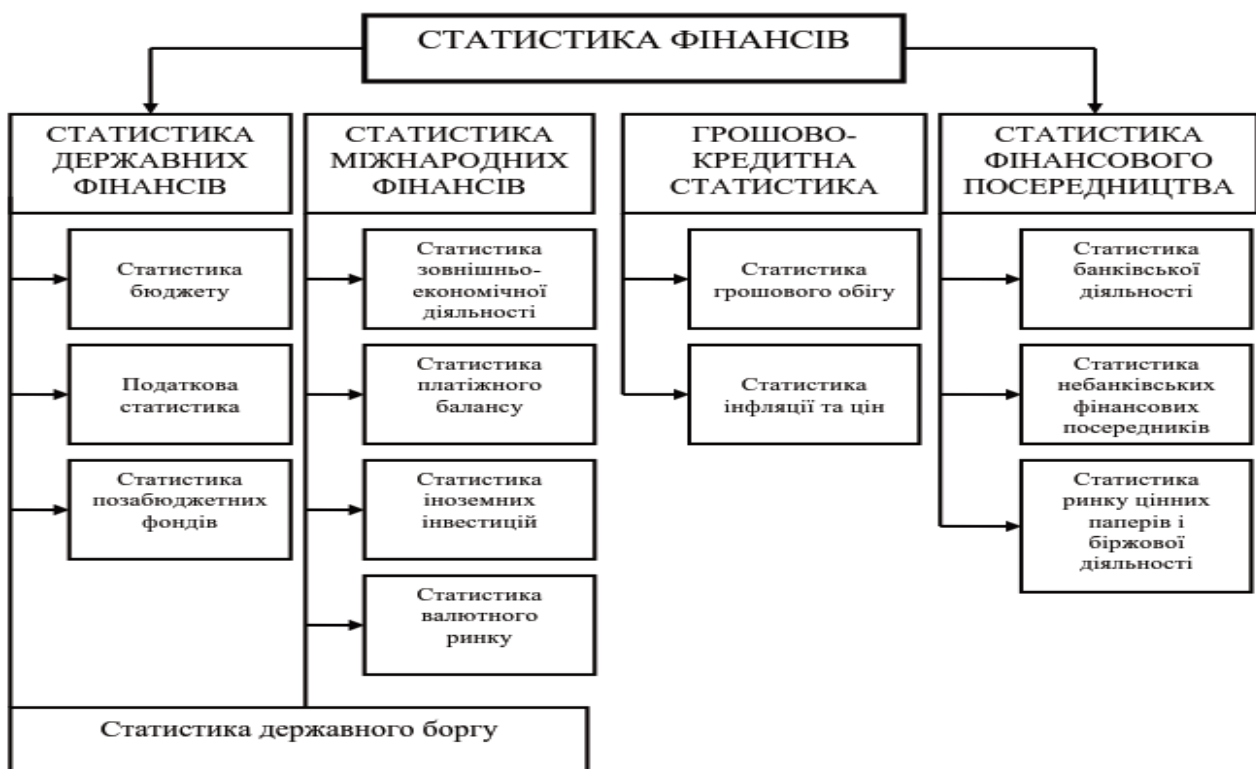 СТАТИСТИКА ФІНАНСІВ
СТАТИСТИКА
ДЕРЖАВНИХ
ФІНАНСІВ
Статистика
бюджету
Податкова
статистика
Статистика
позабюджетних
фондів
СТАТИСТИКА
МІЖНАРОДНИХ
ФІНАНСІВ
Статистика
зовнішньо-
економічної
діяльності
Статистика
платіжного
балансу
Статистика
іноземних
інвестицій
Статистика
валютного
ринку
Статистика державного боргу
ГРОШОВО-
КРЕДИТНА
СТАТИСТИКА
Статистика
грошового обігу
Статистика
інфляції та цін
СТАТИСТИКА
ФІНАНСОВОГО
ПОСЕРЕДНИЦТВА
Статистика
банківської
діяльності
Статистика
небанківських
фінансових
посередників
Статистика
ринку цінних
паперів і
біржової
діяльності